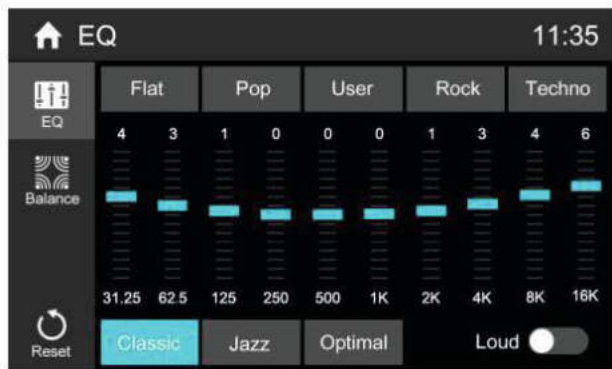 EQ 11:35
Flat Pop User Rock Techno
EQ
4 3 1 0 0 0 1 3 4 6
Balance
31.25 62.5 125 250 500 1K 2K 4K 8K 16K
Classic Jazz Optimal Loud
Reset